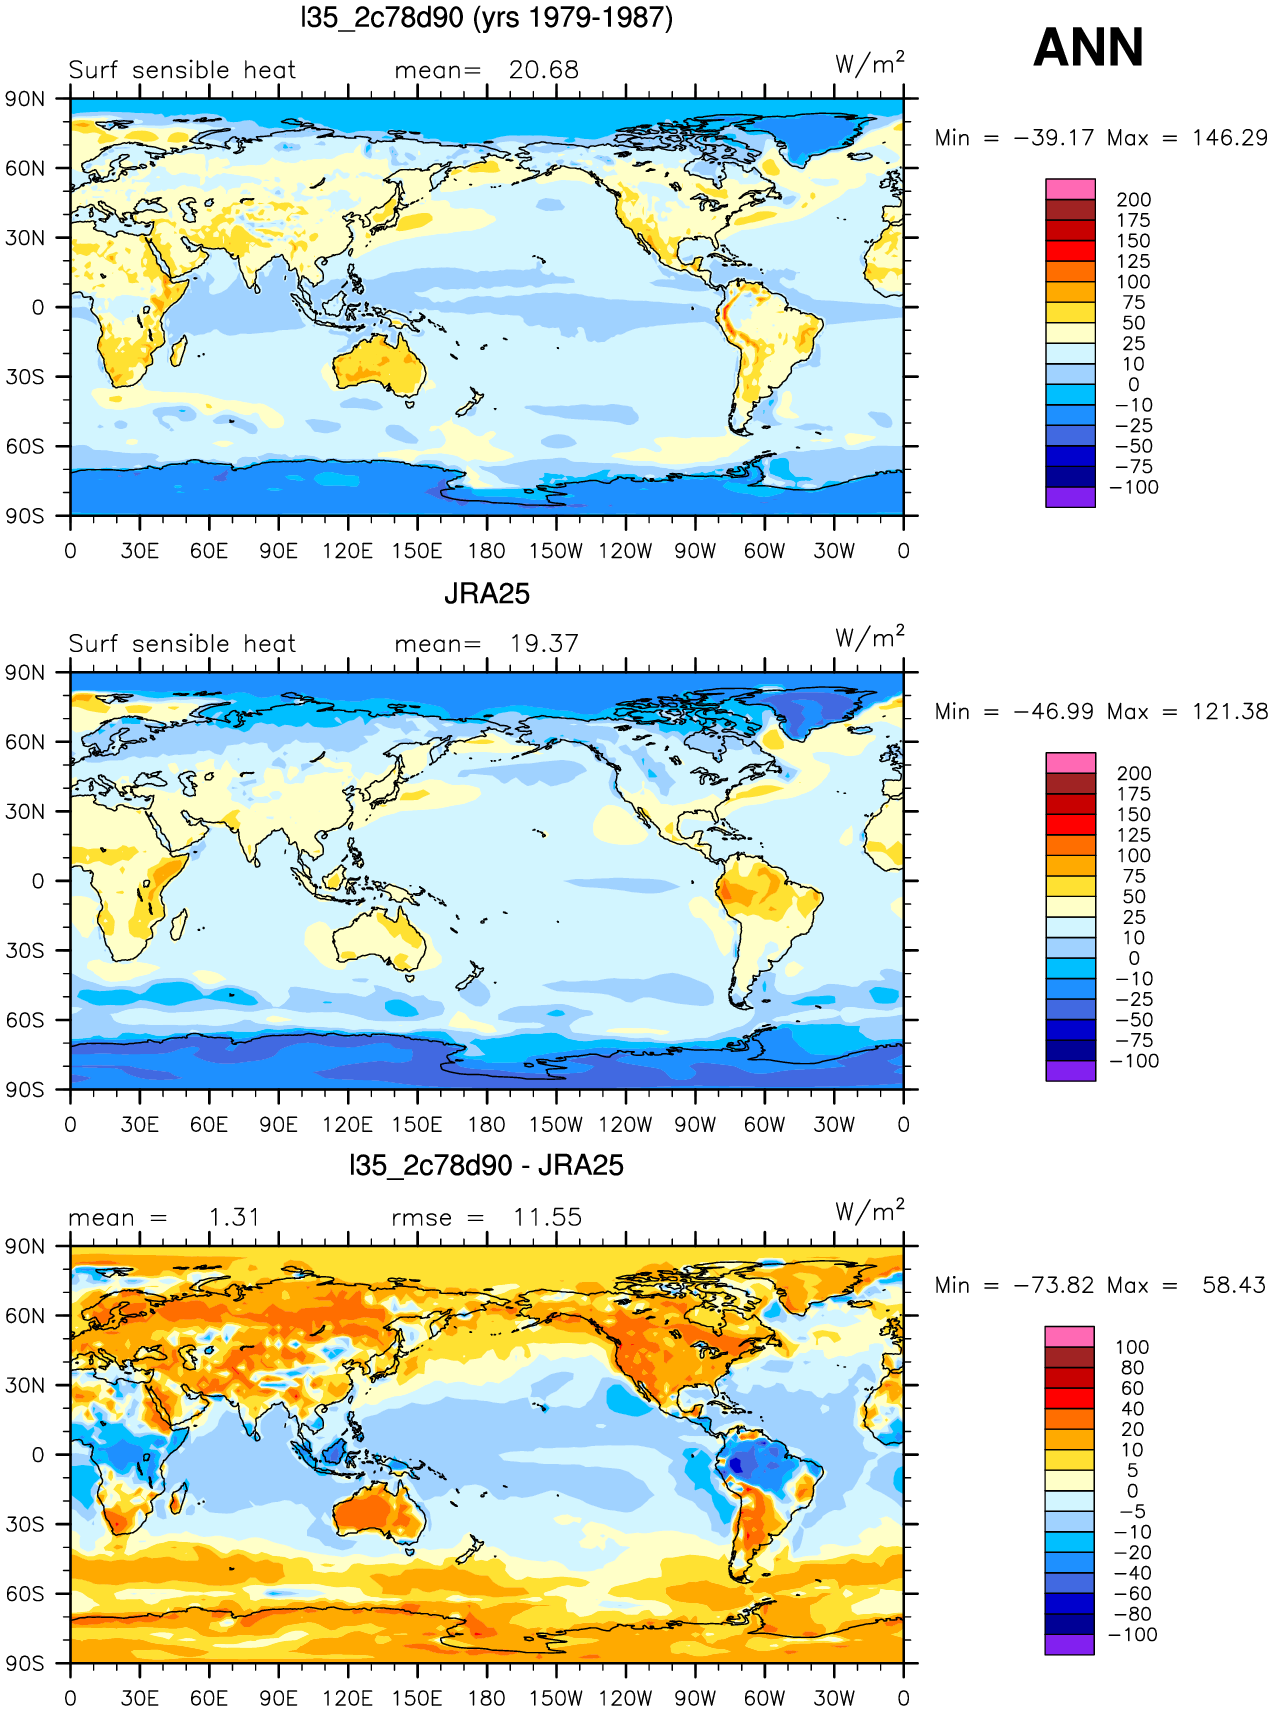 l35_2c78d90 (yrs 1979-1987)
ANN
Surf sensible heat mean= 20.68 W/m²
Min = −39.17 Max = 146.29
90N
60N
30N
0
30S
60S
90S
0 30E 60E 90E 120E 150E 180 150W 120W 90W 60W 30W 0
200
175
150
125
100
75
50
25
10
0
−10
−25
−50
−75
−100
JRA25
Surf sensible heat mean= 19.37 W/m²
Min = −46.99 Max = 121.38
90N
60N
30N
0
30S
60S
90S
0 30E 60E 90E 120E 150E 180 150W 120W 90W 60W 30W 0
200
175
150
125
100
75
50
25
10
0
−10
−25
−50
−75
−100
l35_2c78d90 - JRA25
mean = 1.31 rmse = 11.55 W/m²
Min = −73.82 Max = 58.43
90N
60N
30N
0
30S
60S
90S
0 30E 60E 90E 120E 150E 180 150W 120W 90W 60W 30W 0
100
80
60
40
20
10
5
0
−5
−10
−20
−40
−60
−80
−100